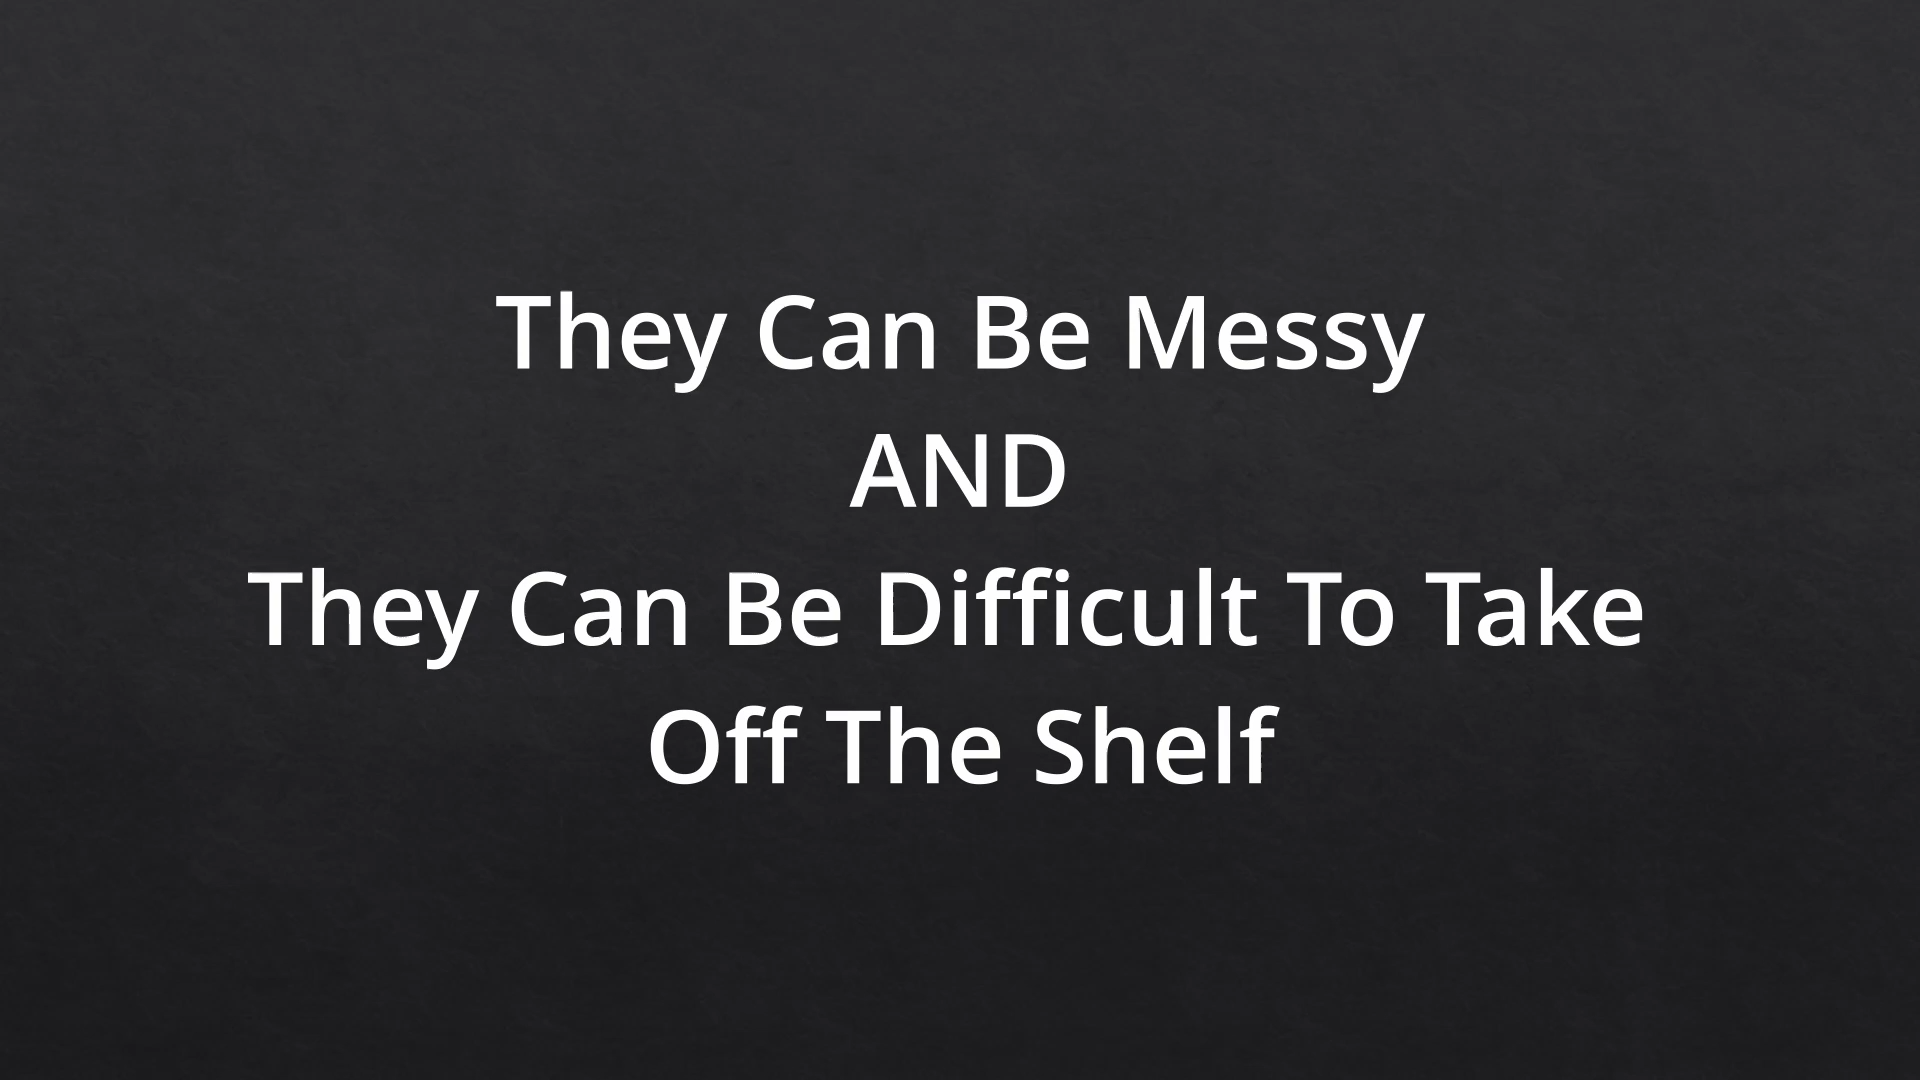 They Can Be Messy
AND
They Can Be Difficult To Take
Off The Shelf